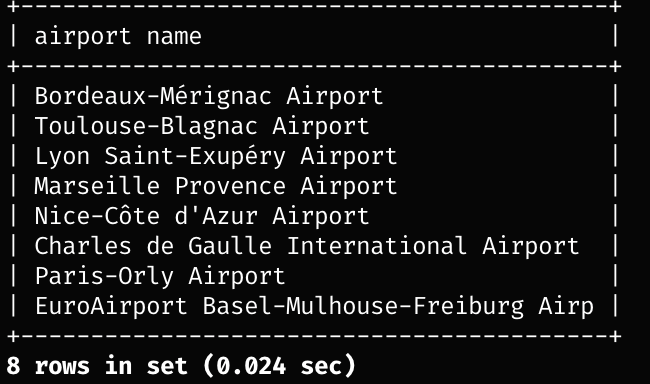 +------------------------------------------+
| airport name                             |
+------------------------------------------+
| Bordeaux-Mérignac Airport                |
| Toulouse-Blagnac Airport                 |
| Lyon Saint-Exupéry Airport               |
| Marseille Provence Airport               |
| Nice-Côte d'Azur Airport                 |
| Charles de Gaulle International Airport  |
| Paris-Orly Airport                       |
| EuroAirport Basel-Mulhouse-Freiburg Airp |
+------------------------------------------+
8 rows in set (0.024 sec)